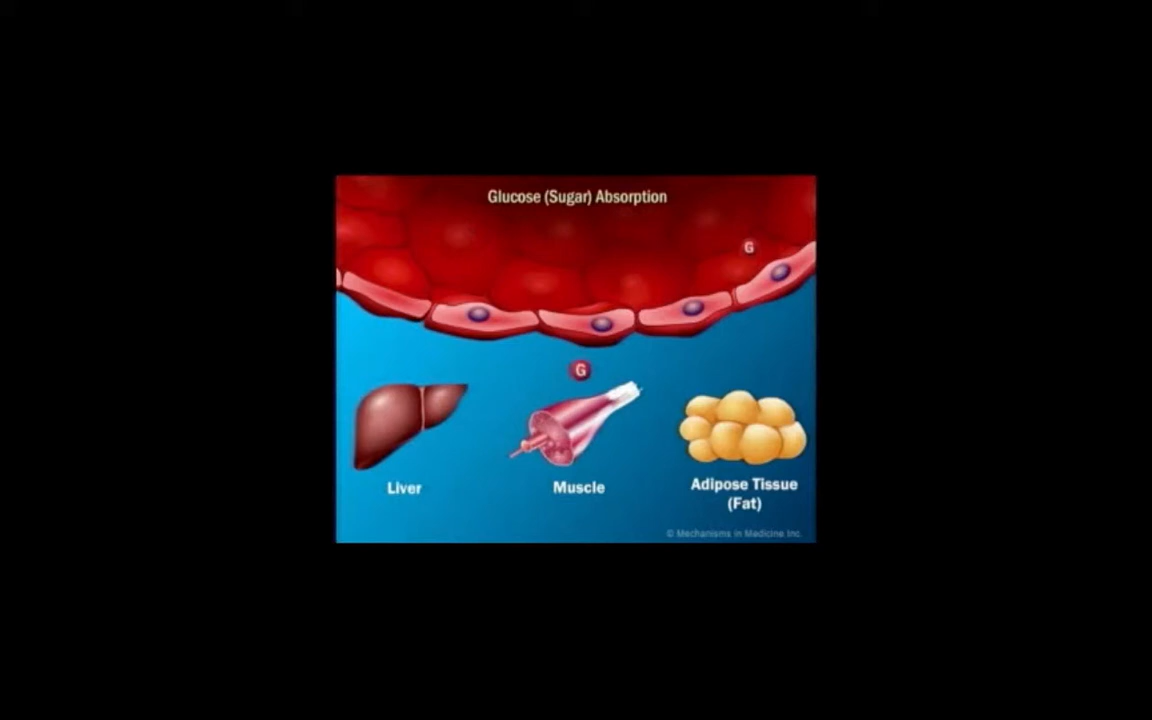 Glucose (Sugar) Absorption
G
G
Liver
Muscle
Adipose Tissue
(Fat)
© Mechanisms in Medicine Inc.